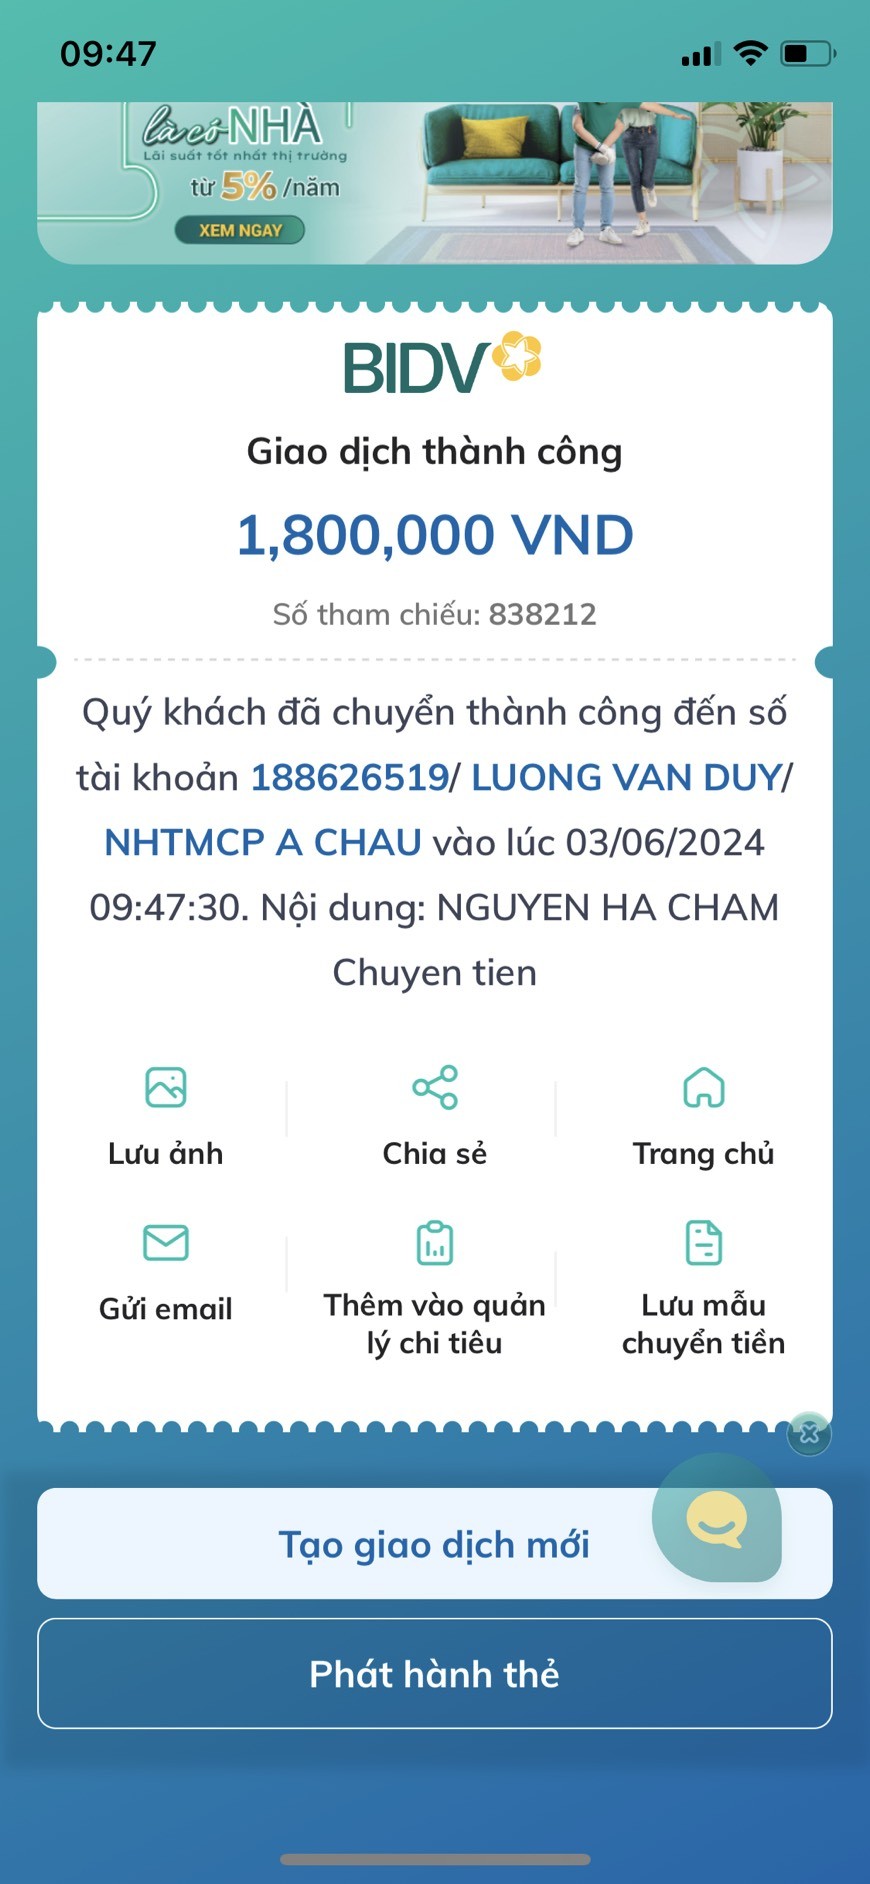 09:47
là có NHÀ
Lãi suất tốt nhất thị trường
từ 5% /năm
XEM NGAY
BIDV
Giao dịch thành công
1,800,000 VND
Số tham chiếu: 838212
Quý khách đã chuyển thành công đến số
tài khoản 188626519/ LUONG VAN DUY/
NHTMCP A CHAU vào lúc 03/06/2024
09:47:30. Nội dung: NGUYEN HA CHAM
Chuyen tien
Lưu ảnh
Chia sẻ
Trang chủ
Gửi email
Thêm vào quản
lý chi tiêu
Lưu mẫu
chuyển tiền
Tạo giao dịch mới
Phát hành thẻ